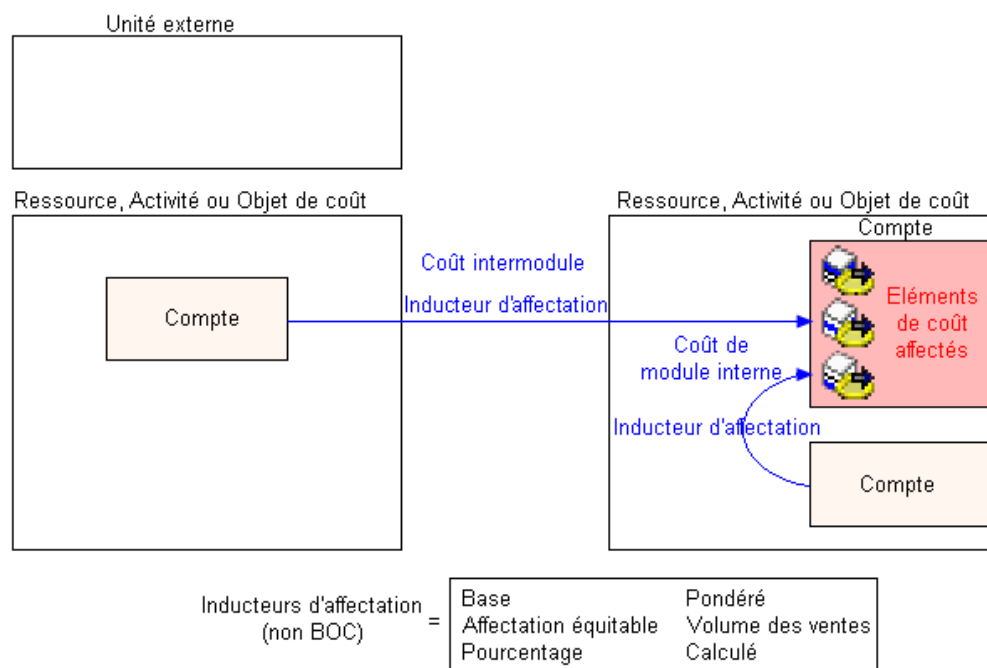 Unité externe
Ressource, Activité ou Objet de coût
Compte
Coût intermodule
Inducteur d'affectation
Ressource, Activité ou Objet de coût
Compte
Eléments
de coût
affectés
Coût de
module interne
Inducteur d'affectation
Compte
Inducteurs d'affectation
(non BOC)
=
Base
Affectation équitable
Pourcentage
Pondéré
Volume des ventes
Calculé